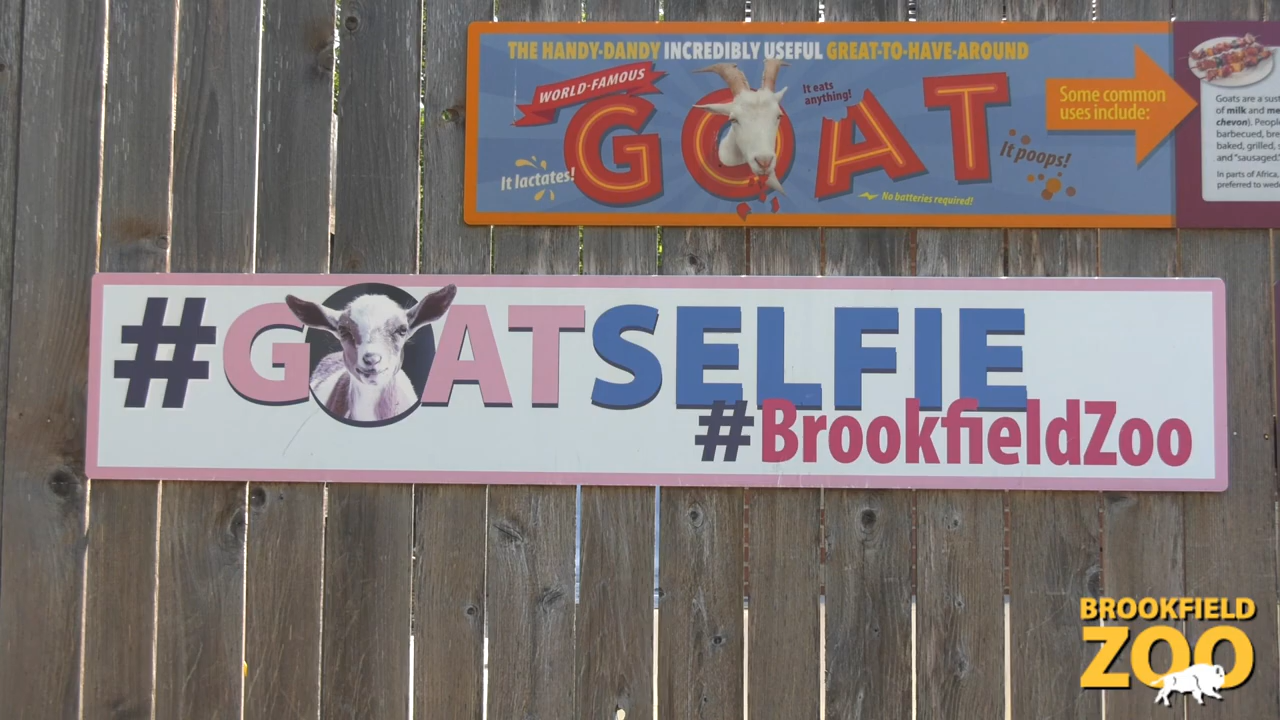 THE HANDY-DANDY INCREDIBLY USEFUL GREAT-TO-HAVE-AROUND
WORLD-FAMOUS
GOAT
It eats
anything!
It lactates!
It poops!
No batteries required!
Some common
uses include:
Goats are a
of milk and
chevon). People
barbecued,
baked, grilled,
and "sausaged."
In parts of Africa,
preferred to
#GOATSELFIE
#BrookfieldZoo
BROOKFIELD
ZOO